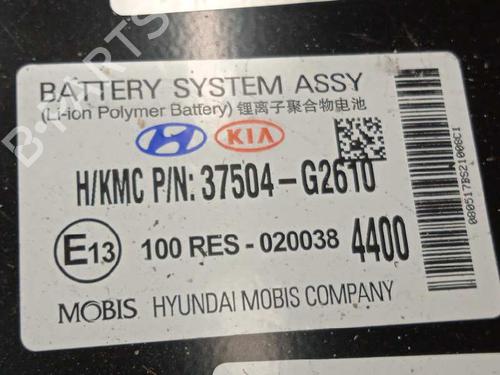 BATTERY SYSTEM ASSY
(Li-ion Polymer Battery) 锂离子聚合物电池
KIA
H/KMC P/N: 37504-G2610
E13 100 RES-020038 4400
MOBIS HYUNDAI MOBIS COMPANY
B-PARTS